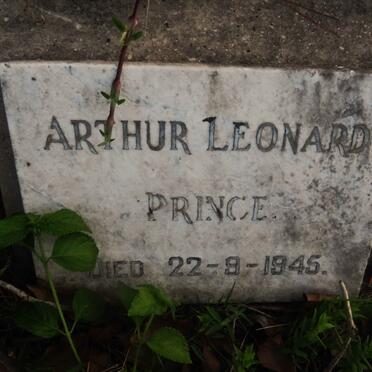 ARTHUR LEONARD
PRINCE
DIED 22-9-1945.